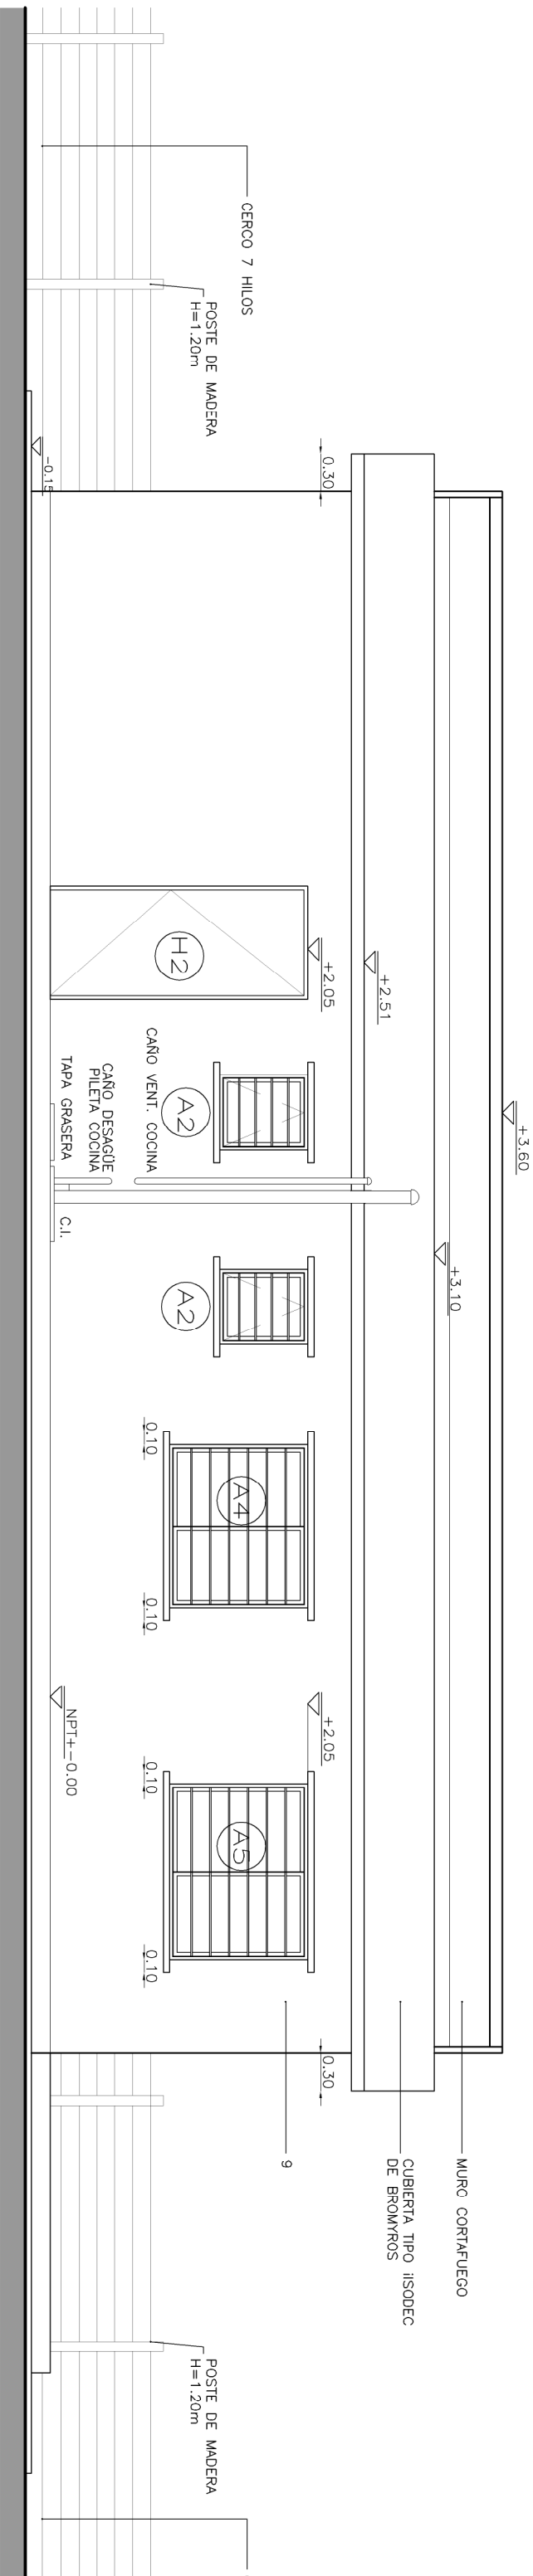 CERCO 7 HILOS
POSTE DE MADERA
H=1.20m
-0.15
0.30
+3.60
+3.10
+2.51
+2.05
H2
A2
CAÑO VENT. COCINA
CAÑO DESAGÜE
PILETA COCINA
TAPA GRASERA
C.I.
A2
0.10
A4
0.10
NPT+-0.00
+2.05
0.10
A5
0.10
0.30
MURO CORTAFUEGO
CUBIERTA TIPO iISODEC
DE BROMYROS
9
POSTE DE MADERA
H=1.20m